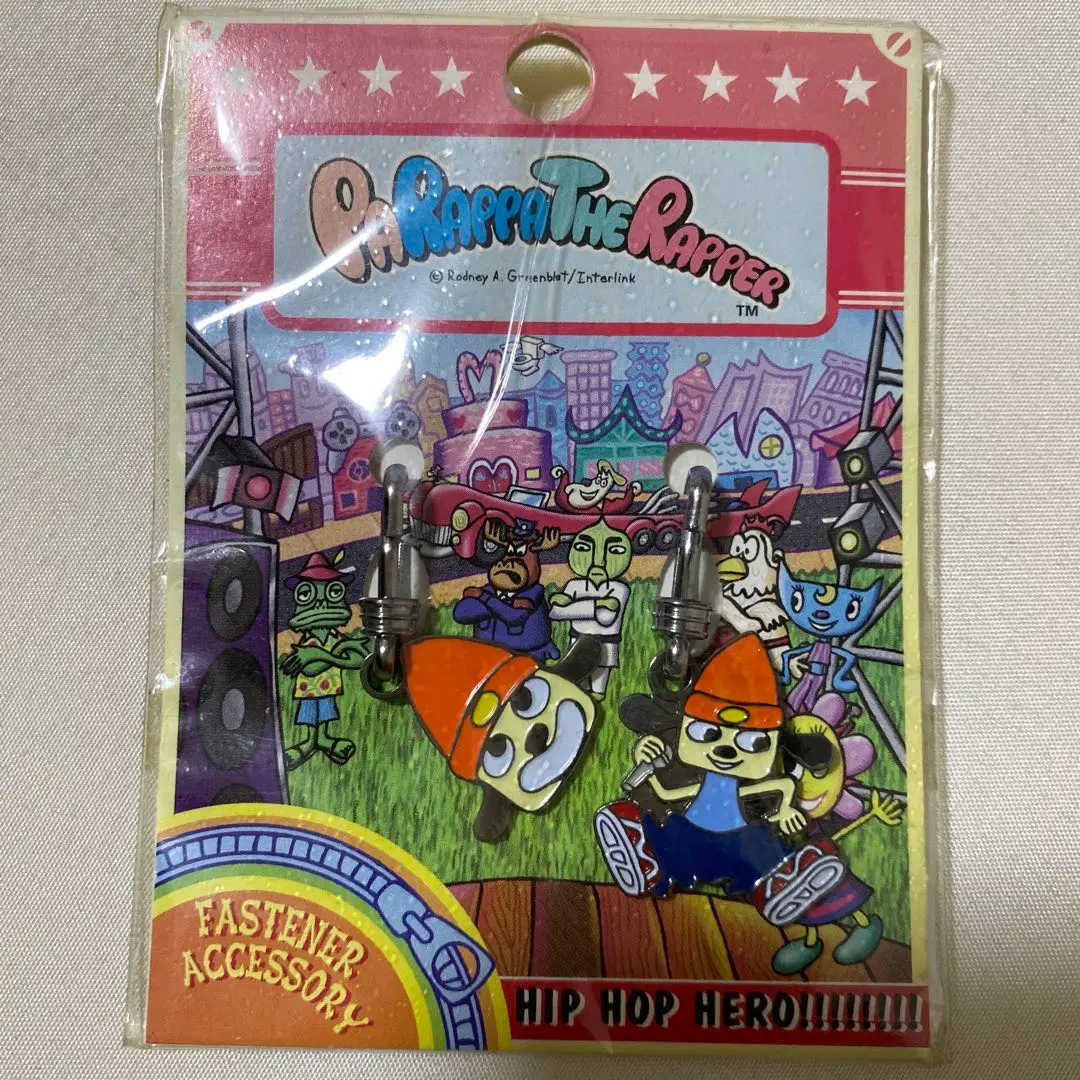 PARAPPA THE RAPPER
© Rodney A. Greenblat/Interlink
TM
FASTENER
ACCESSORY
HIP HOP HERO!!!!!!!!!